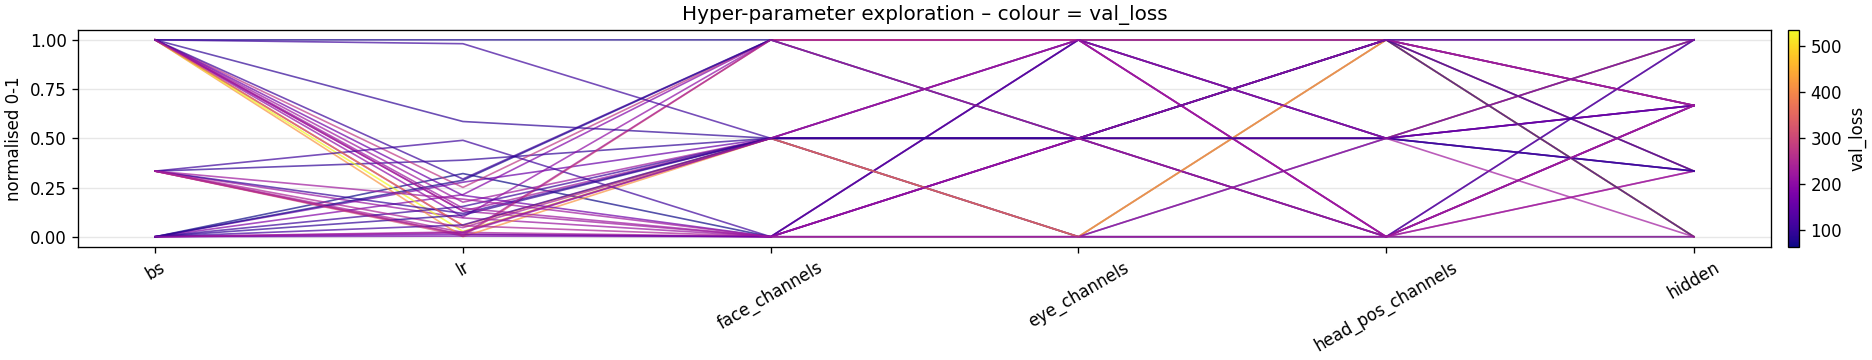 Hyper-parameter exploration – colour = val_loss
normalised 0-1
1.00
0.75
0.50
0.25
0.00
bs
lr
face_channels
eye_channels
head_pos_channels
hidden
500
400
300
200
100
val_loss